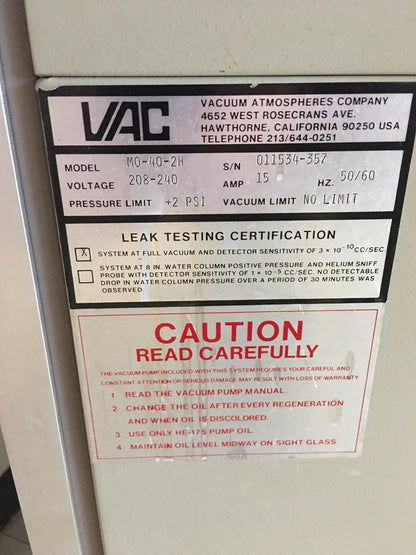 VAC
VACUUM ATMOSPHERES COMPANY
4652 WEST ROSECRANS AVE.
HAWTHORNE, CALIFORNIA 90250 USA
TELEPHONE 213/644-0251
MODEL MO-40-2H S/N 011534-352
VOLTAGE 208-240 AMP 15 HZ. 50/60
PRESSURE LIMIT +2 PSI VACUUM LIMIT NO LIMIT
LEAK TESTING CERTIFICATION
X SYSTEM AT FULL VACUUM AND DETECTOR SENSITIVITY OF 3 × 10⁻¹⁰ CC/SEC.
SYSTEM AT 8 IN. WATER COLUMN POSITIVE PRESSURE AND HELIUM SNIFF
PROBE WITH DETECTOR SENSITIVITY OF 1 × 10⁻⁵ CC/SEC. NO DETECTABLE
DROP IN WATER COLUMN PRESSURE OVER A PERIOD OF 30 MINUTES WAS
OBSERVED.
CAUTION
READ CAREFULLY
THE VACUUM PUMP INCLUDED WITH THIS SYSTEM REQUIRES YOUR CAREFUL AND
CONSTANT ATTENTION OR SERIOUS DAMAGE MAY RESULT WITH LOSS OF WARRANTY
1. READ THE VACUUM PUMP MANUAL.
2 CHANGE THE OIL AFTER EVERY REGENERATION
AND WHEN OIL IS DISCOLORED.
3 USE ONLY HE-175 PUMP OIL.
4 MAINTAIN OIL LEVEL MIDWAY ON SIGHT GLASS.